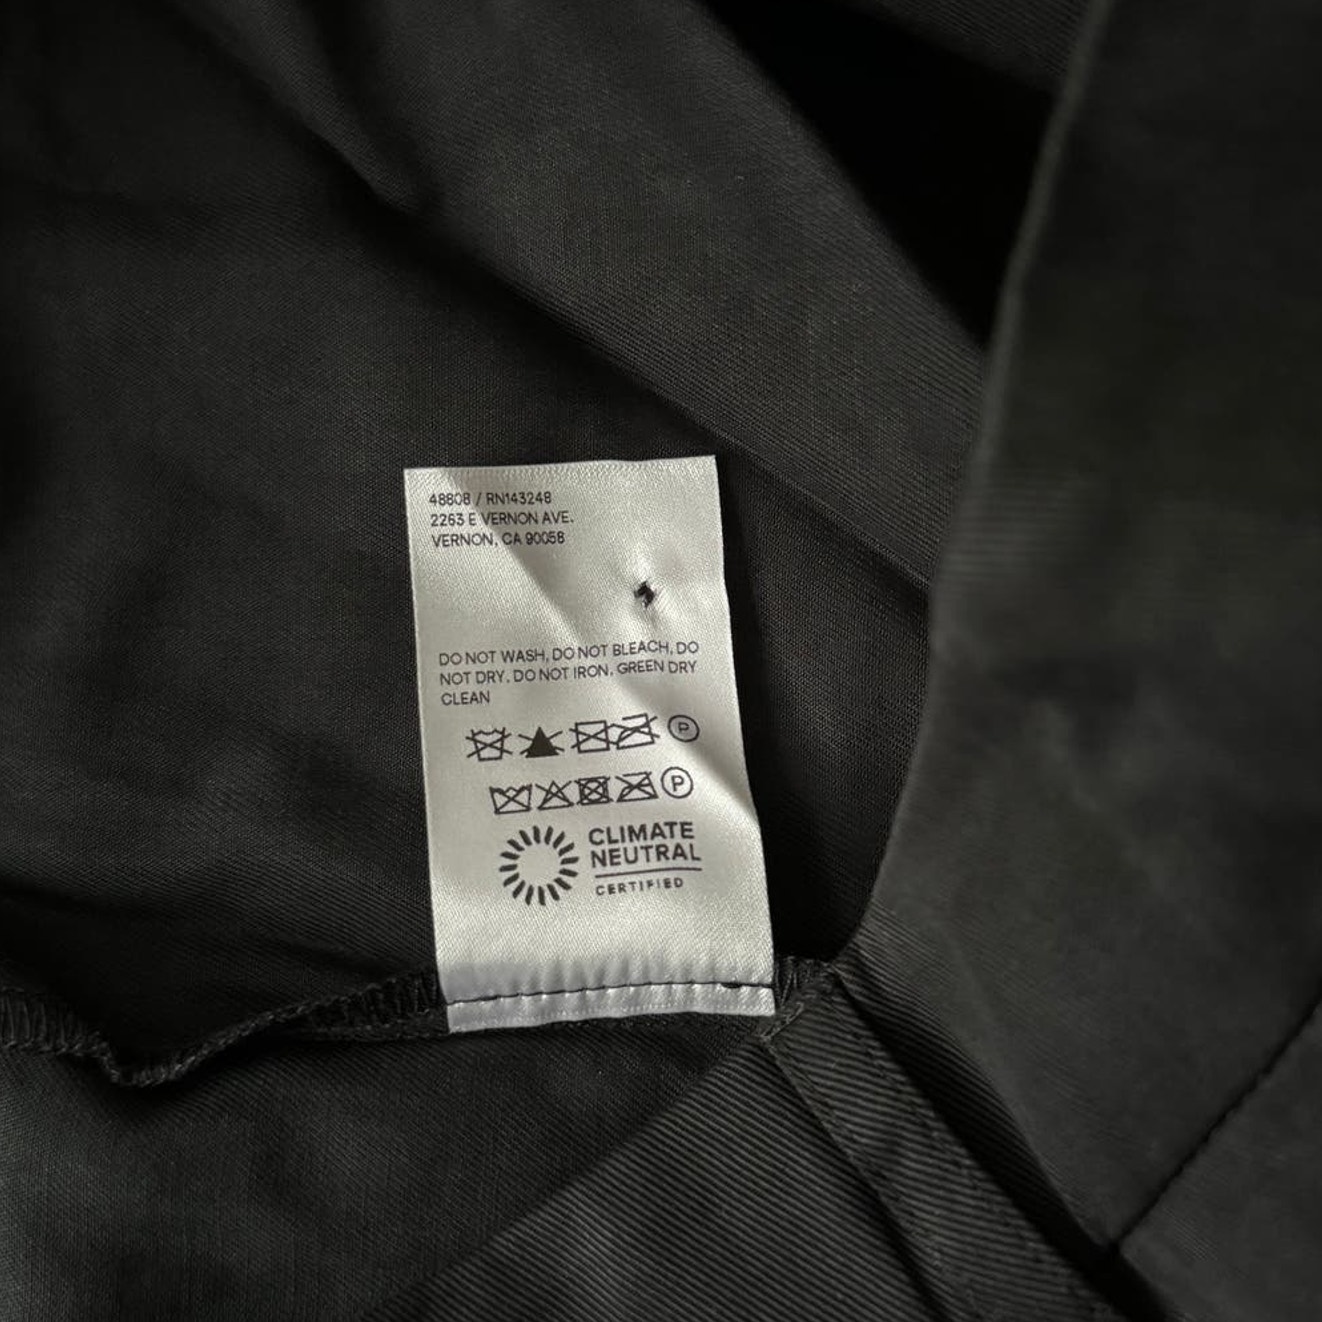 48808 / RN143248
2263 E VERNON AVE.
VERNON, CA 90058
DO NOT WASH, DO NOT BLEACH, DO
NOT DRY, DO NOT IRON, GREEN DRY
CLEAN
P
P
CLIMATE
NEUTRAL
CERTIFIED